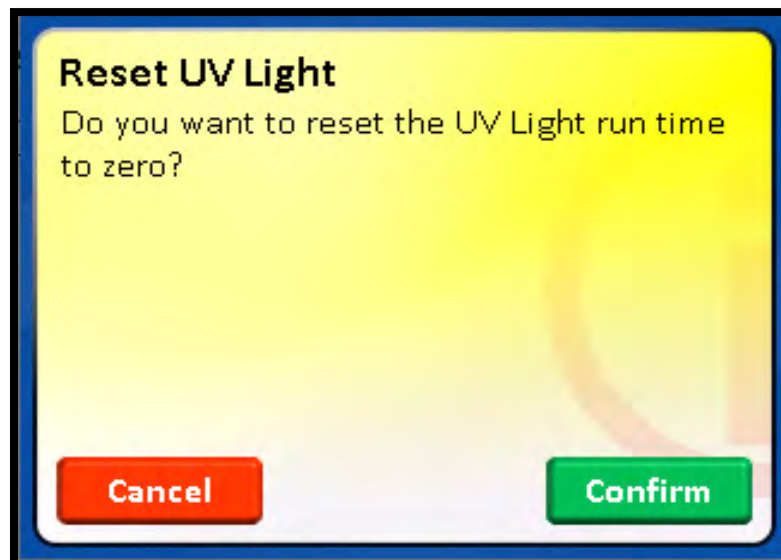 Reset UV Light
Do you want to reset the UV Light run time
to zero?
Cancel
Confirm